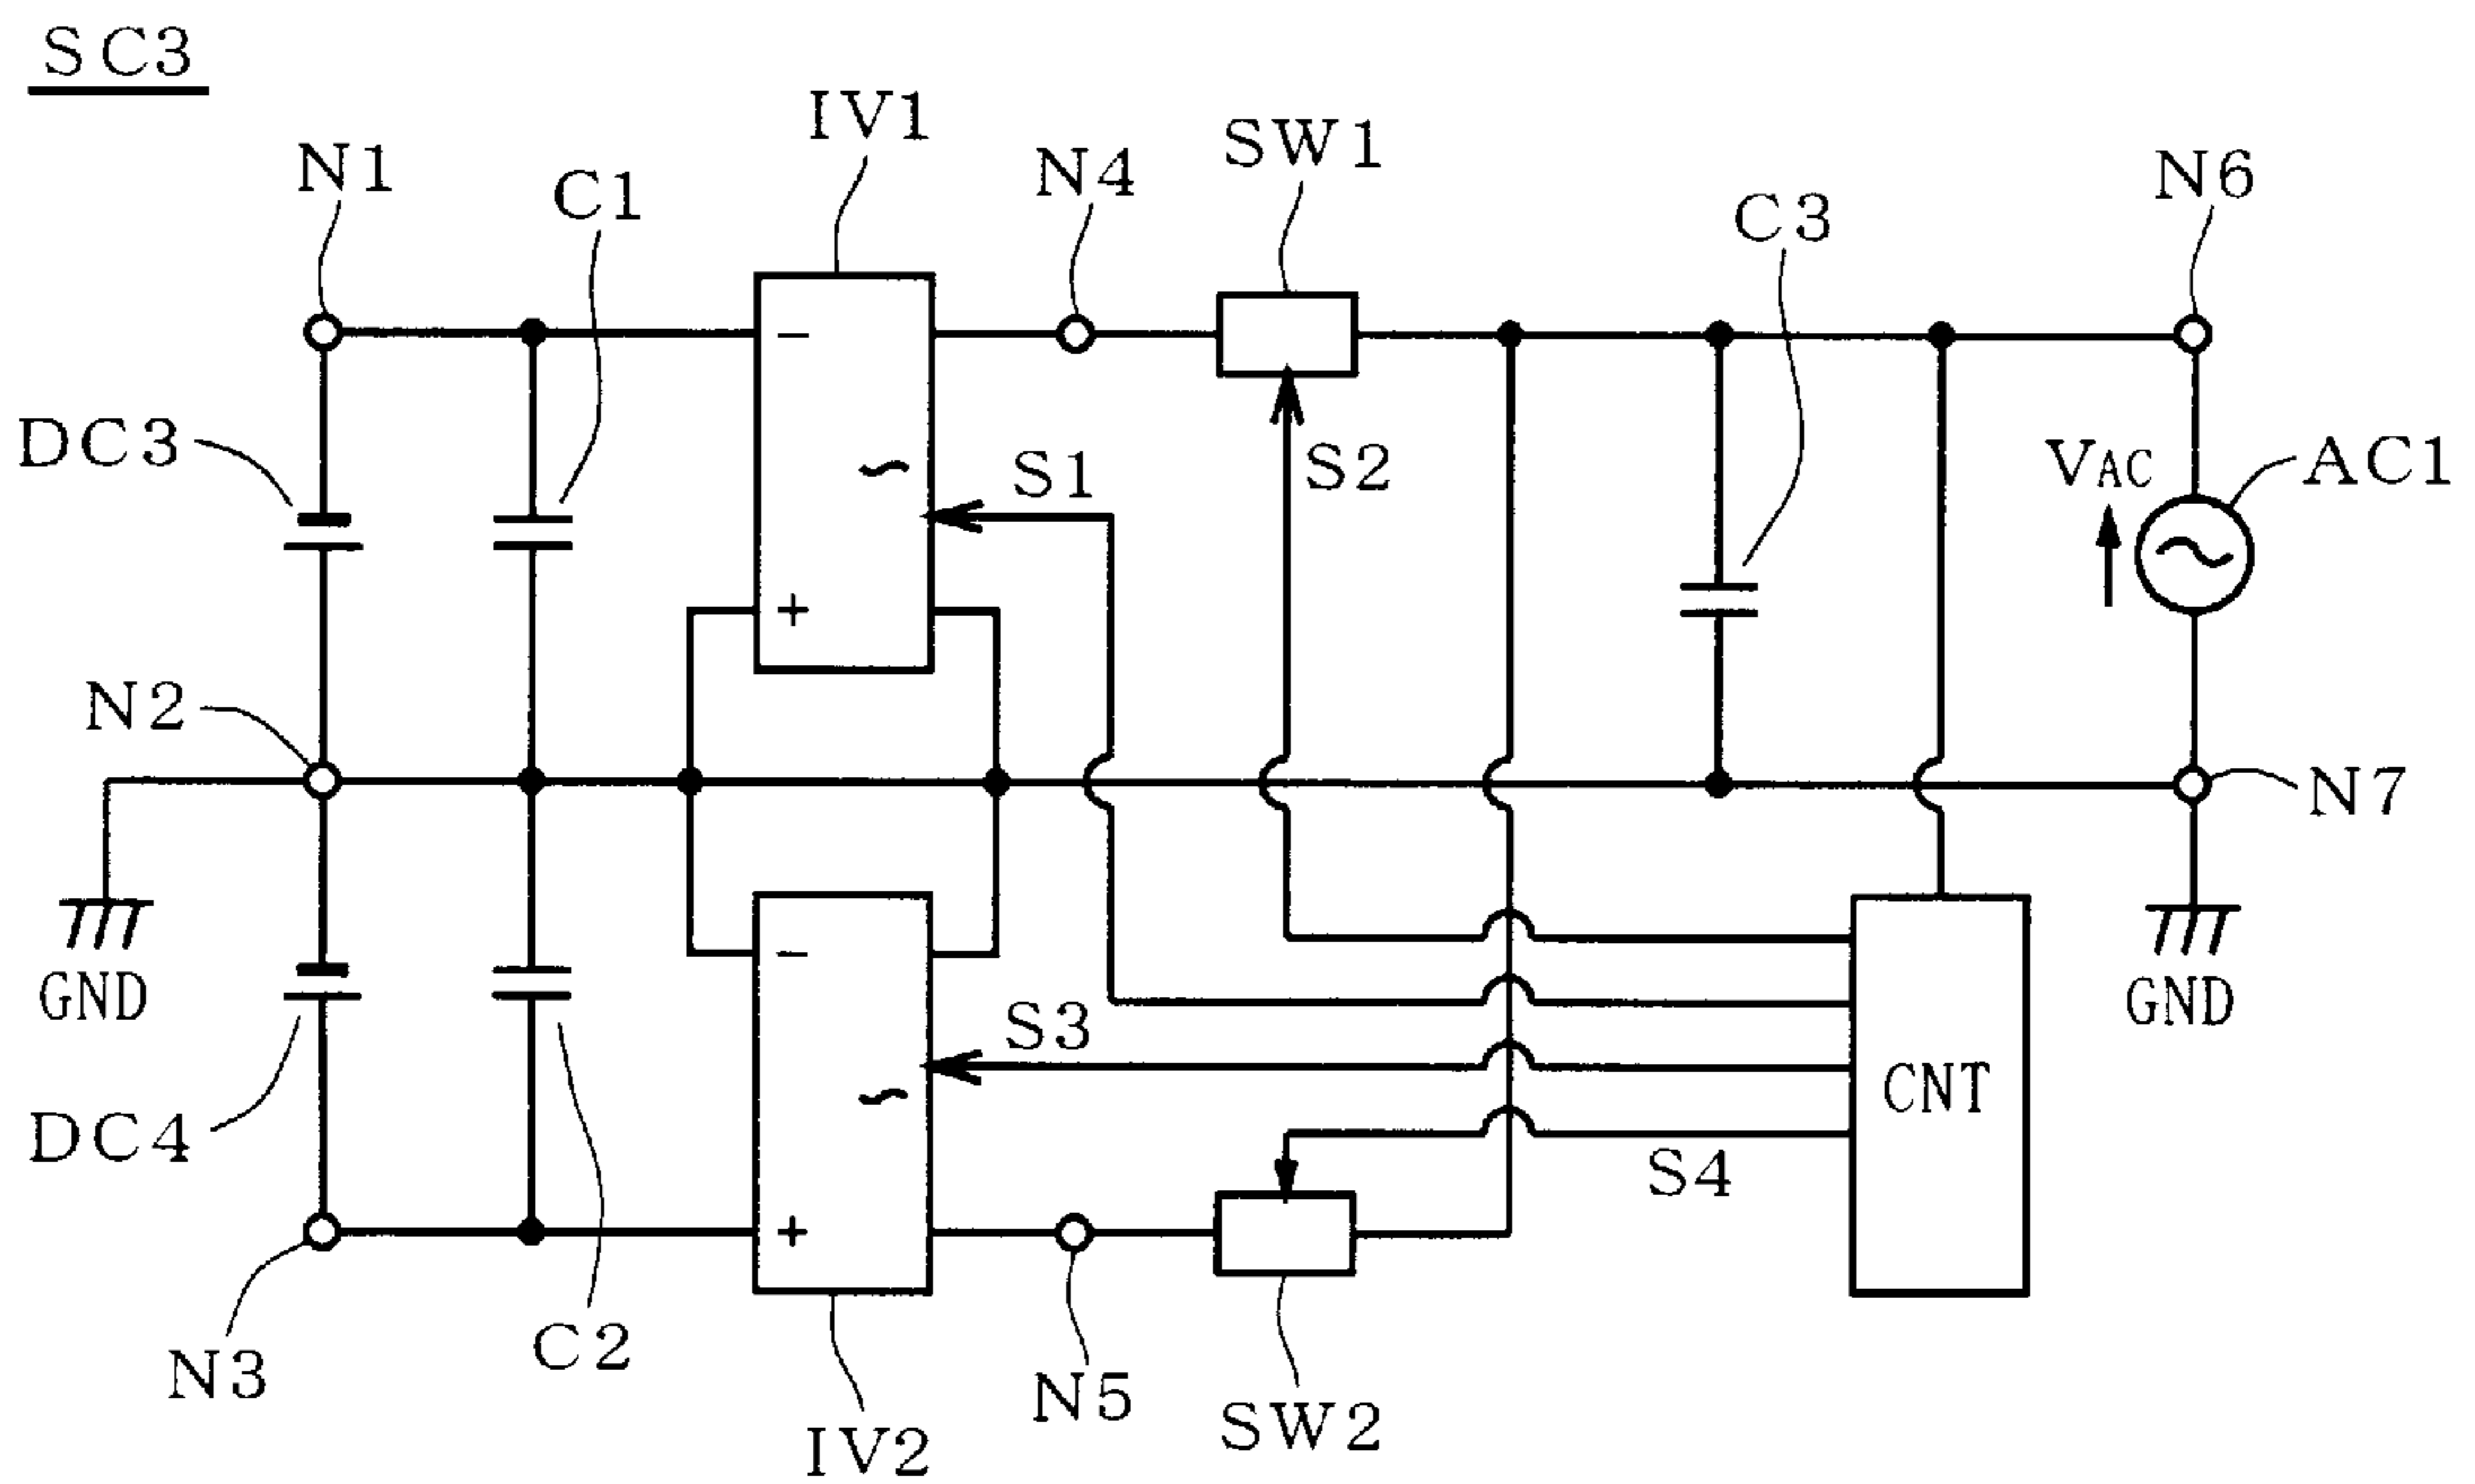 SC3
IV1
SW1
N1
N4
N6
C1
C3
−
DC3
S1
S2
VAC
AC1
+
N2
N7
−
GND
GND
S3
CNT
DC4
S4
+
C2
N3
N5
SW2
IV2